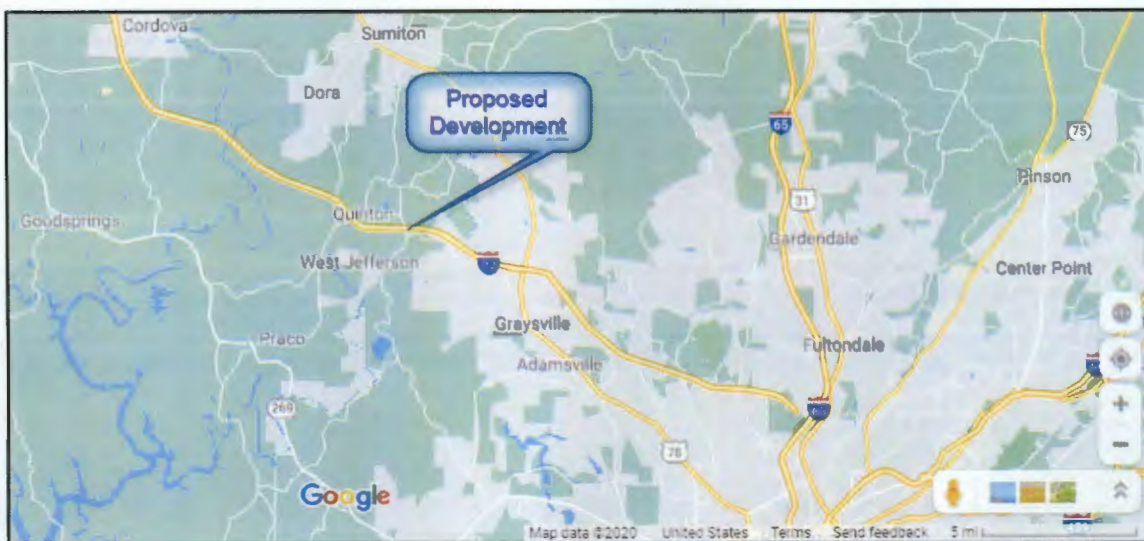 Cordova
Sumiton
Dora
Proposed
Development
65
75
Pinson
31
Goodsprings
Quinton
Gardendale
West Jefferson
Center Point
Graysville
Fultondale
Praco
Adamsville
269
78
Google
Map data ©2020 United States Terms Send feedback 5 mi